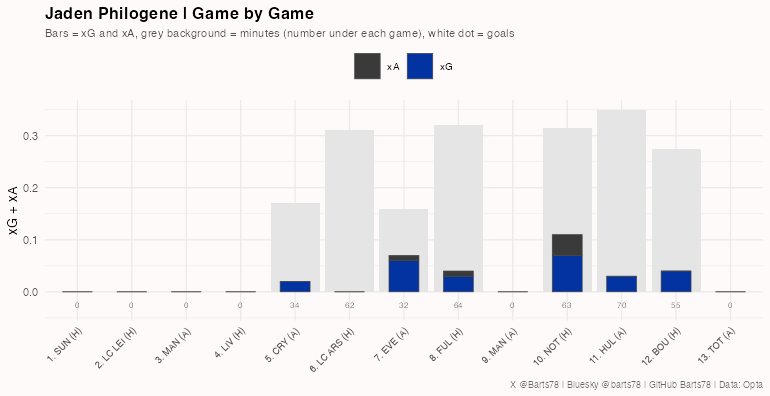 Jaden Philogene I Game by Game
Bars = xG and xA, grey background = minutes (number under each game), white dot = goals
xA xG
xG + xA
0.3
0.2
0.1
0.0
0 0 0 0 34 62 32 64 0 63 70 55 0
1. SUN (H)
2. LC LEI (H)
3. MAN (A)
4. LIV (H)
5. CRY (A)
6. LC ARS (H)
7. EVE (A)
8. FUL (H)
9. MAN (A)
10. NOT (H)
11. HUL (A)
12. BOU (H)
13. TOT (A)
X @Barts78 I Bluesky @barts78 I GitHub Barts78 I Data: Opta